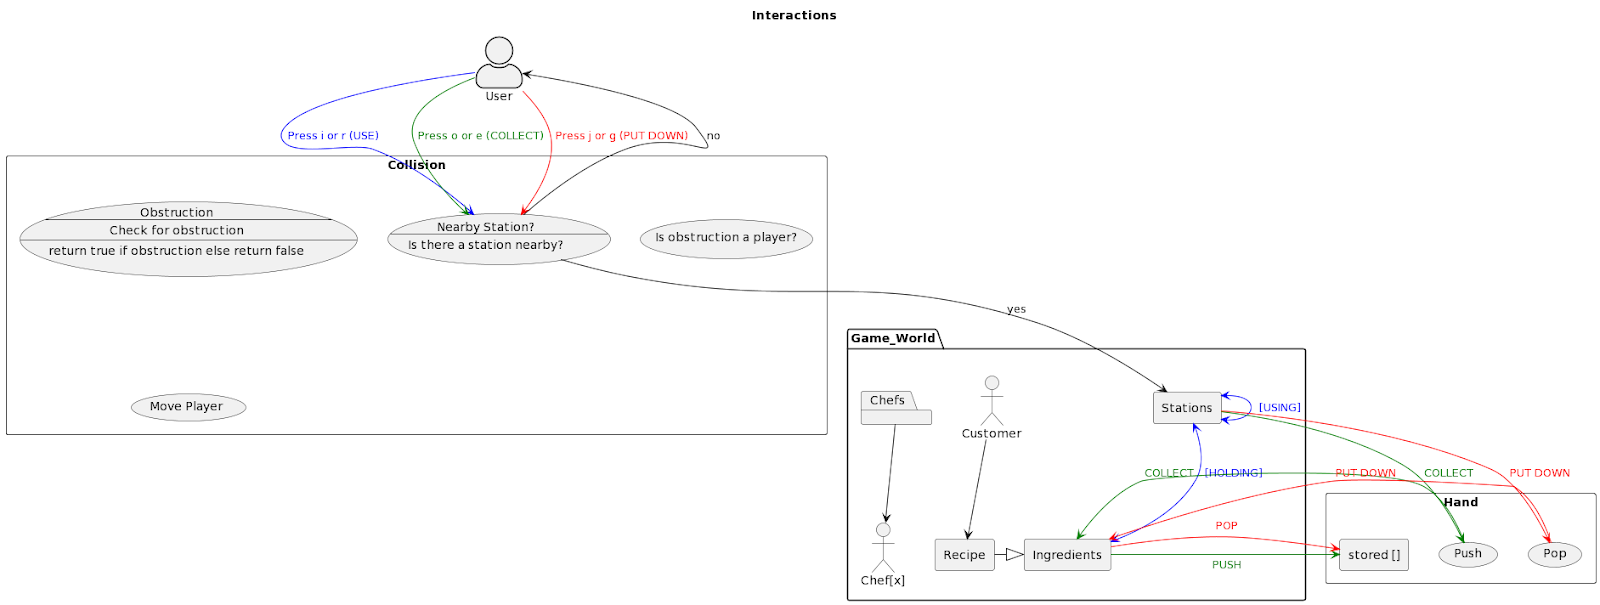 Interactions
User
Press i or r (USE)
Press o or e (COLLECT)
Press j or g (PUT DOWN)
no
Collision
Obstruction
Check for obstruction
return true if obstruction else return false
Nearby Station?
Is there a station nearby?
Is obstruction a player?
yes
Move Player
Game_World
Chefs
Customer
Stations
[USING]
COLLECT
[HOLDING]
PUT DOWN
COLLECT
PUT DOWN
Hand
POP
PUSH
Chef[x]
Recipe
Ingredients
stored []
Push
Pop